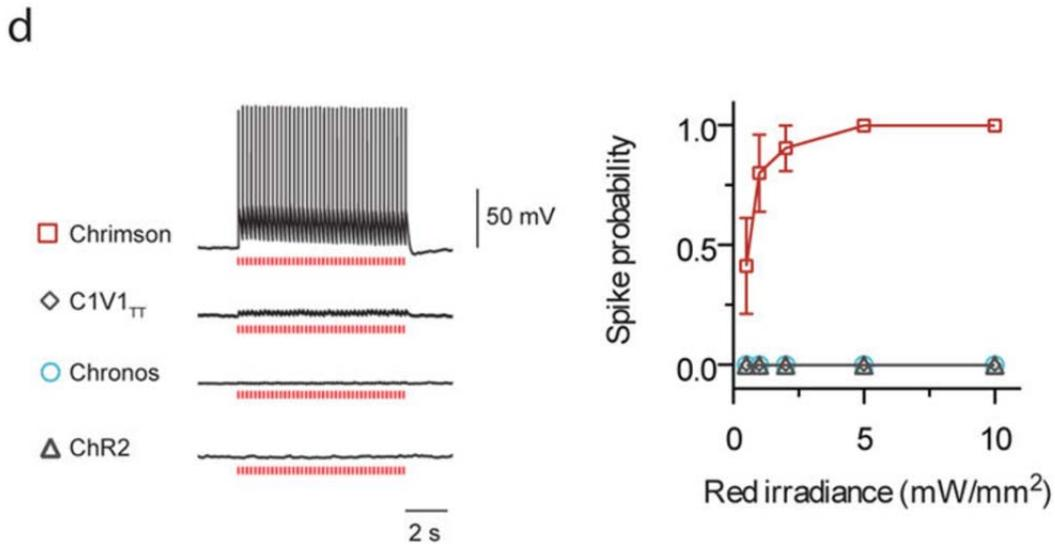 d
50 mV
Chrimson
C1V1TT
Chronos
ChR2
2 s
Spike probability
1.0
0.5
0.0
0 5 10
Red irradiance (mW/mm2)